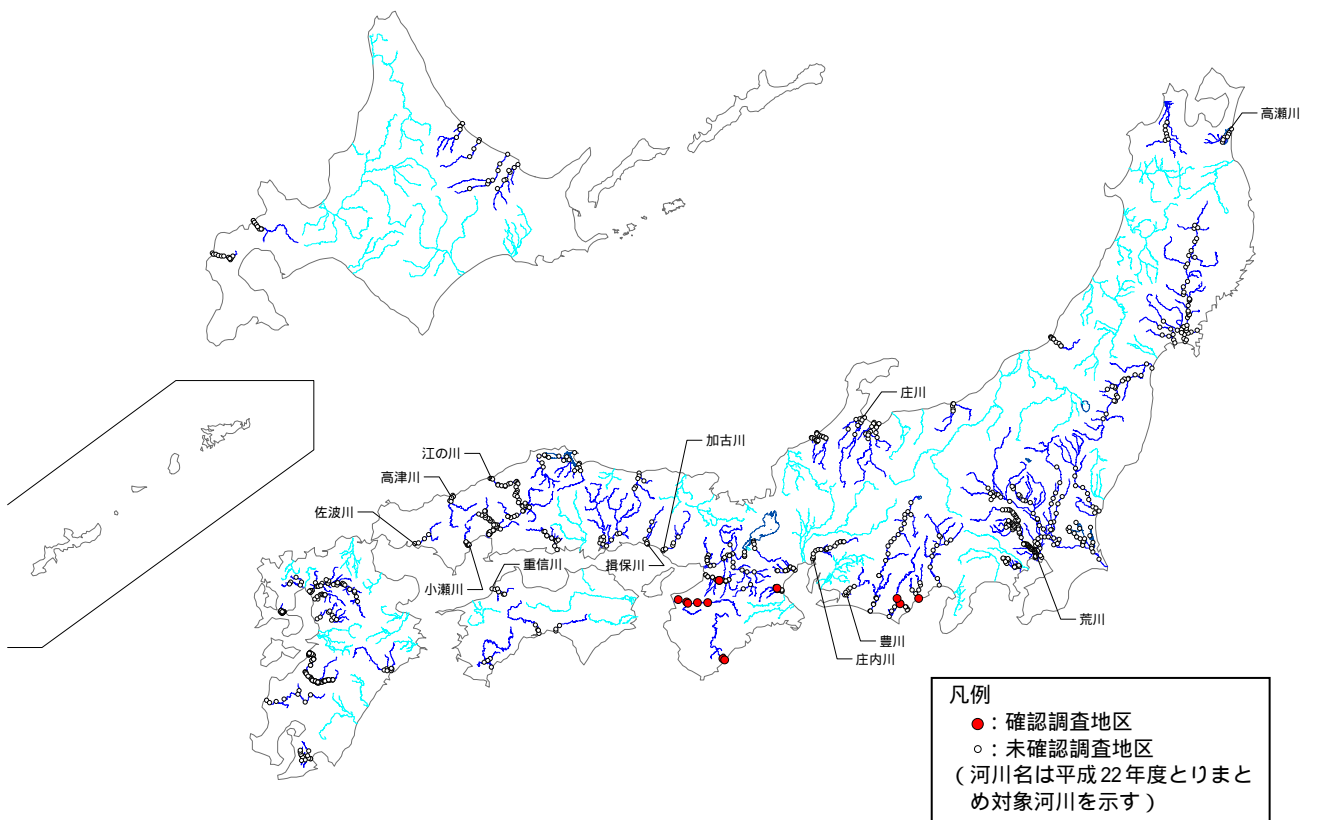 高瀬川
庄川
加古川
江の川
高津川
佐波川
小瀬川
重信川
揖保川
荒川
豊川
庄内川
凡例
●：確認調査地区
○：未確認調査地区
(河川名は平成22年度とりまと
め対象河川を示す)